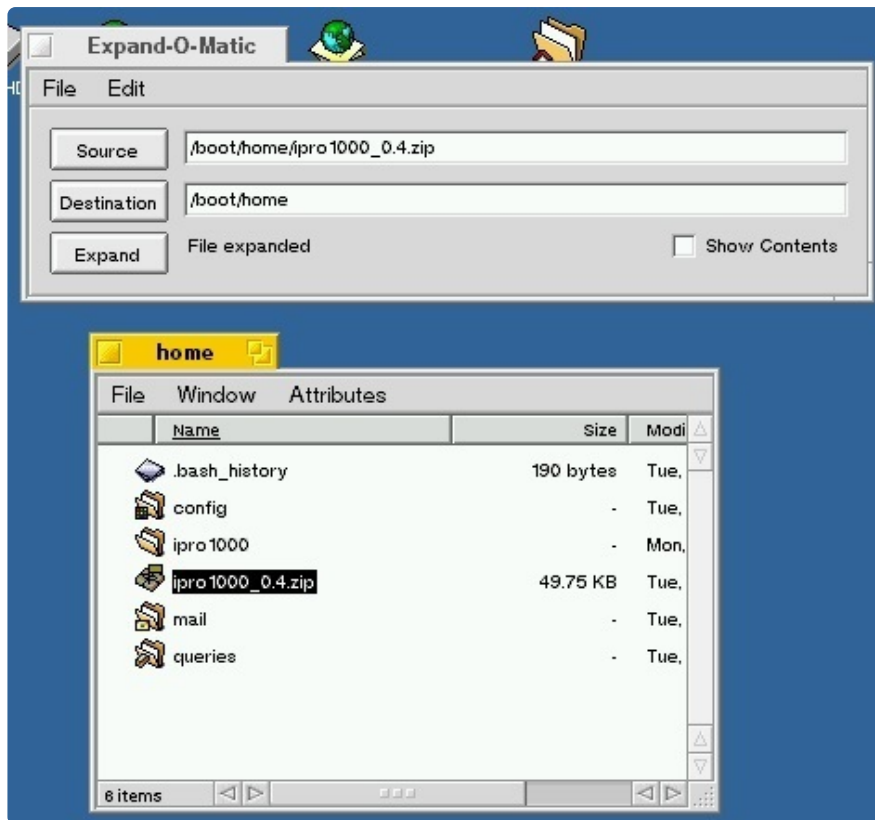 Expand-O-Matic
HD
File Edit
Source /boot/home/ipro1000_0.4.zip
Destination /boot/home
Expand File expanded Show Contents
home
File Window Attributes
Name Size Modi
.bash_history 190 bytes Tue,
config - Tue,
ipro1000 - Mon,
ipro1000_0.4.zip 49.75 KB Tue,
mail - Tue,
queries - Tue,
6 items